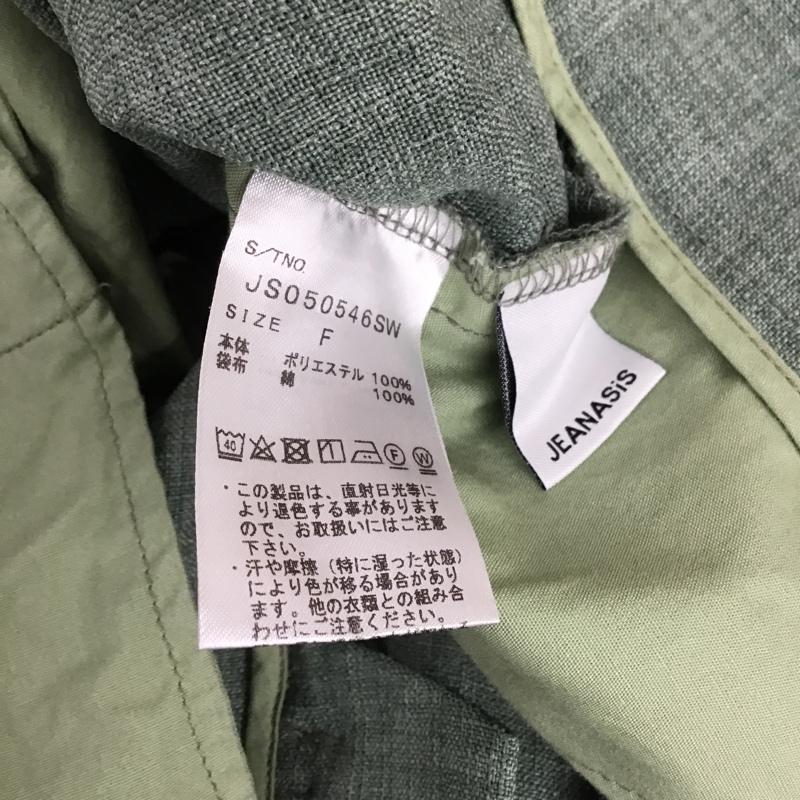 S/TNO.
JS050546SW
SIZE F
本体 ポリエステル 100%
袋布 綿 100%
40 F W
・この製品は、直射日光等に
より退色する事があります
ので、お取扱いにはご注意
下さい。
・汗や摩擦（特に湿った状態）
により色が移る場合があり
ます。他の衣類との組み合
わせにご注意ください。
JEANASiS